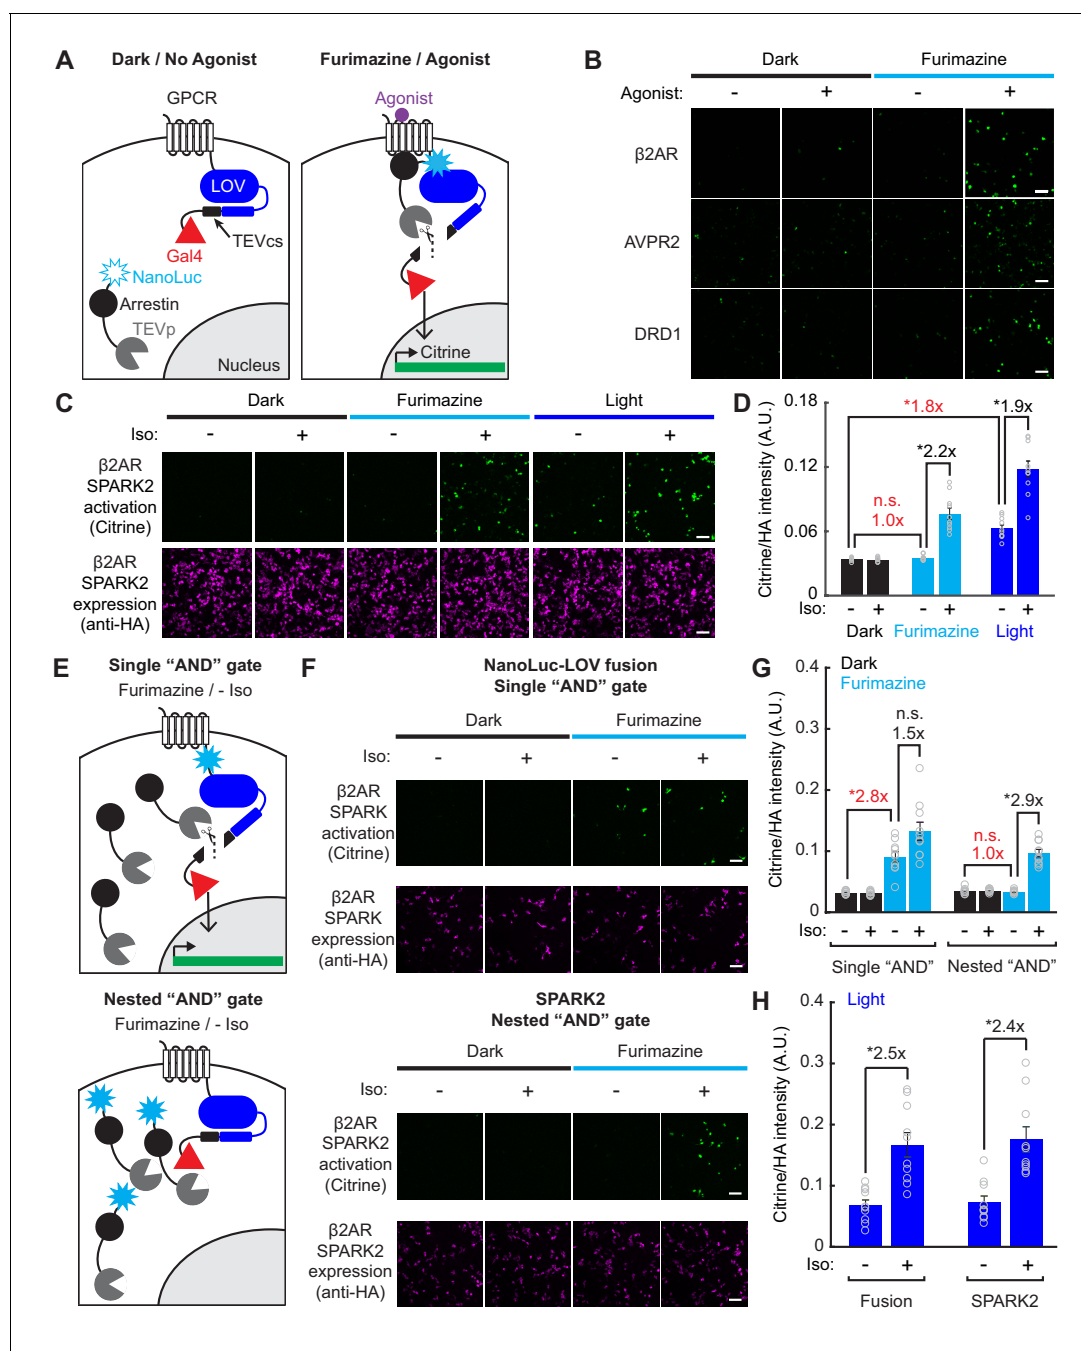 A
Dark / No Agonist
Furimazine / Agonist
GPCR
Agonist
LOV
TEVcs
Gal4
NanoLuc
Arrestin
TEVp
Nucleus
Citrine
B
Dark
Furimazine
Agonist: - + - +
β2AR
AVPR2
DRD1
C
Dark
Furimazine
Light
Iso: - + - + - +
β2AR
SPARK2
activation
(Citrine)
β2AR
SPARK2
expression
(anti-HA)
D
Citrine/HA intensity (A.U.)
0.18
0.12
0.06
0
*1.8x
*1.9x
*2.2x
n.s.
1.0x
Iso: - + - + - +
Dark Furimazine Light
E
Single “AND” gate
Furimazine / - Iso
Nested “AND” gate
Furimazine / - Iso
F
NanoLuc-LOV fusion
Single “AND” gate
Dark
Furimazine
Iso: - + - +
β2AR
SPARK
activation
(Citrine)
β2AR
SPARK
expression
(anti-HA)
SPARK2
Nested “AND” gate
Dark
Furimazine
Iso: - + - +
β2AR
SPARK2
activation
(Citrine)
β2AR
SPARK2
expression
(anti-HA)
G
Dark
Furimazine
Citrine/HA intensity (A.U.)
0.4
0.3
0.2
0.1
0
n.s.
1.5x
*2.8x
*2.9x
n.s.
1.0x
Iso: - + - + - + - +
Single “AND” Nested “AND”
H
Light
Citrine/HA intensity (A.U.)
0.4
0.3
0.2
0.1
0
*2.5x
*2.4x
Iso: - + - +
Fusion SPARK2